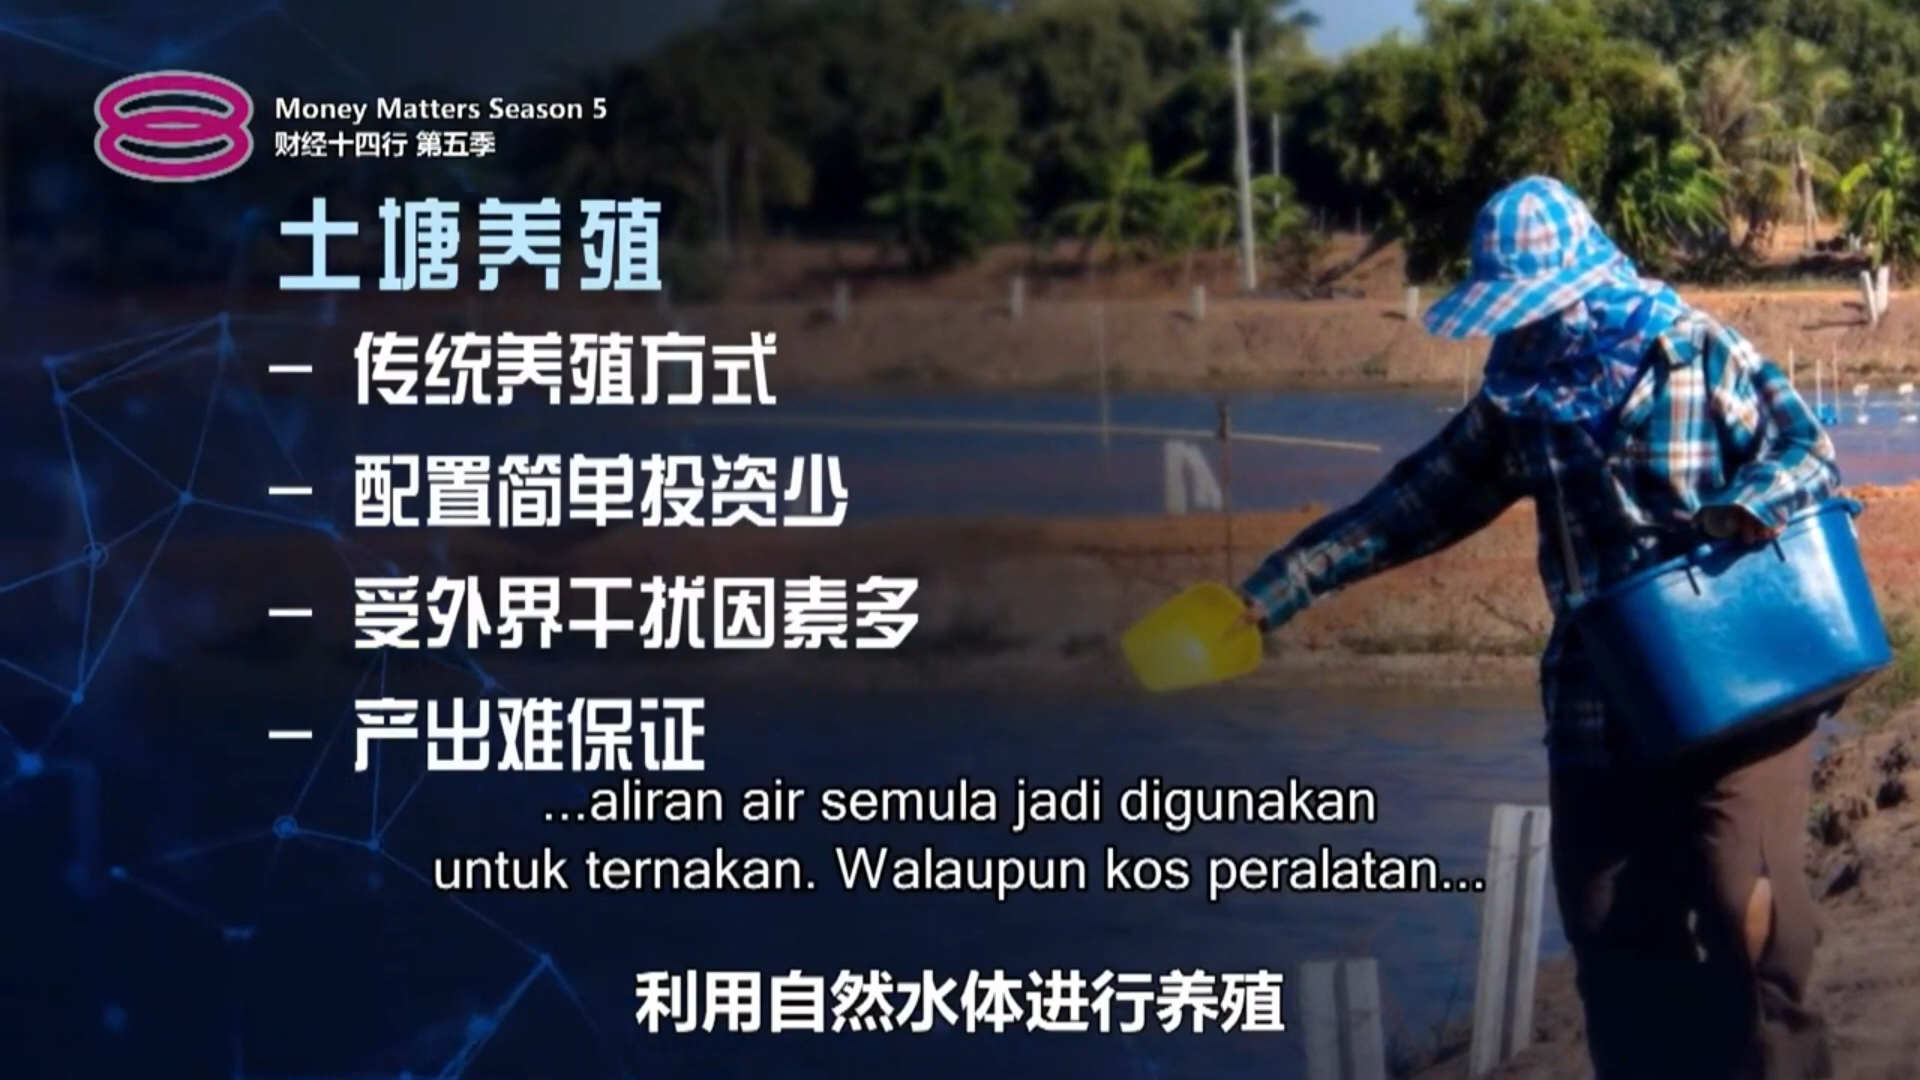 Money Matters Season 5
财经十四行 第五季
土塘养殖
– 传统养殖方式
– 配置简单投资少
– 受外界干扰因素多
– 产出难保证
...aliran air semula jadi digunakan
untuk ternakan. Walaupun kos peralatan...
利用自然水体进行养殖